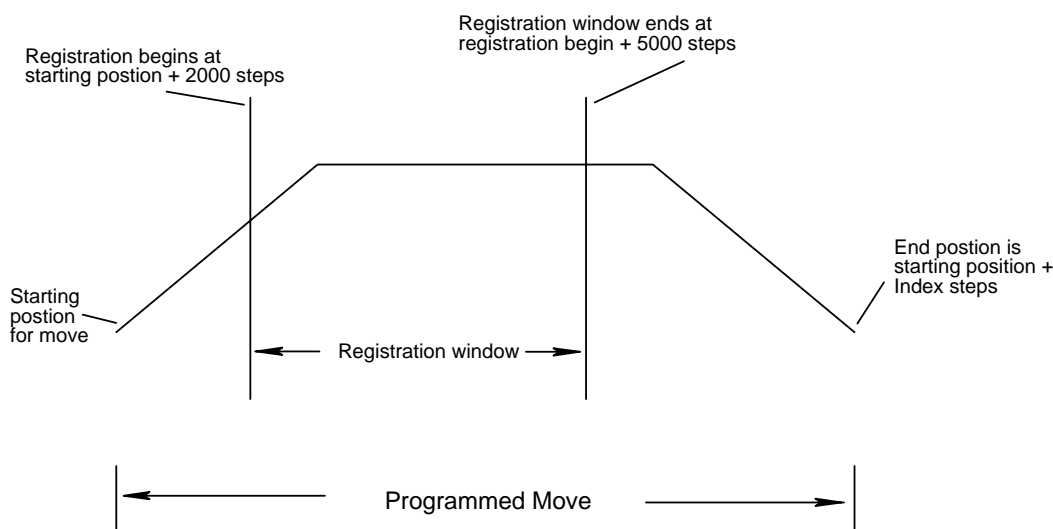 Registration window ends at
registration begin + 5000 steps
Registration begins at
starting postion + 2000 steps
End postion is
starting position +
Index steps
Starting
postion
for move
Registration window
Programmed Move